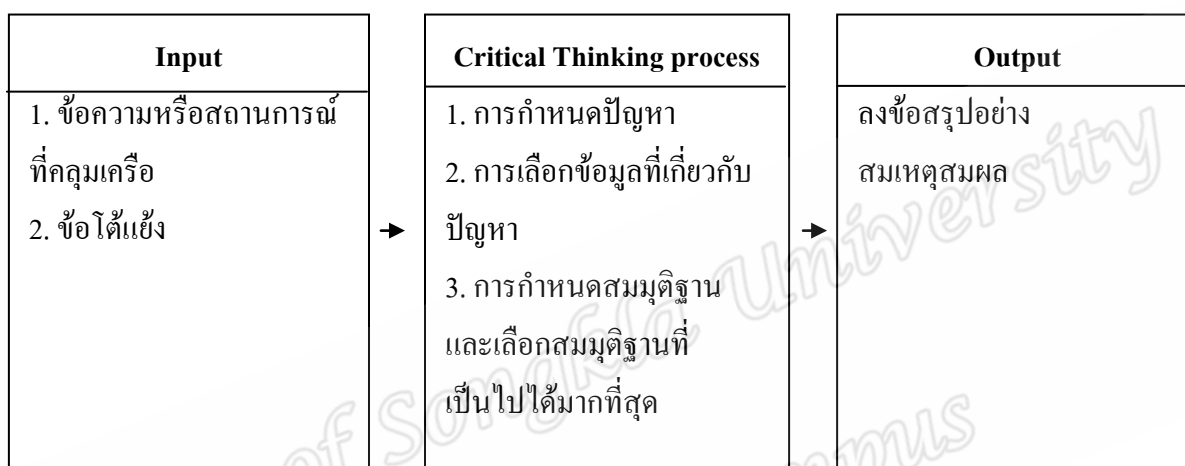 Input
1. ข้อความหรือสถานการณ์
ที่คลุมเครือ
2. ข้อโต้แย้ง
Critical Thinking process
1. การกำหนดปัญหา
2. การเลือกข้อมูลที่เกี่ยวกับ
ปัญหา
3. การกำหนดสมมุติฐาน
และเลือกสมมุติฐานที่
เป็นไปได้มากที่สุด
Output
ลงข้อสรุปอย่าง
สมเหตุสมผล
of Songkla University